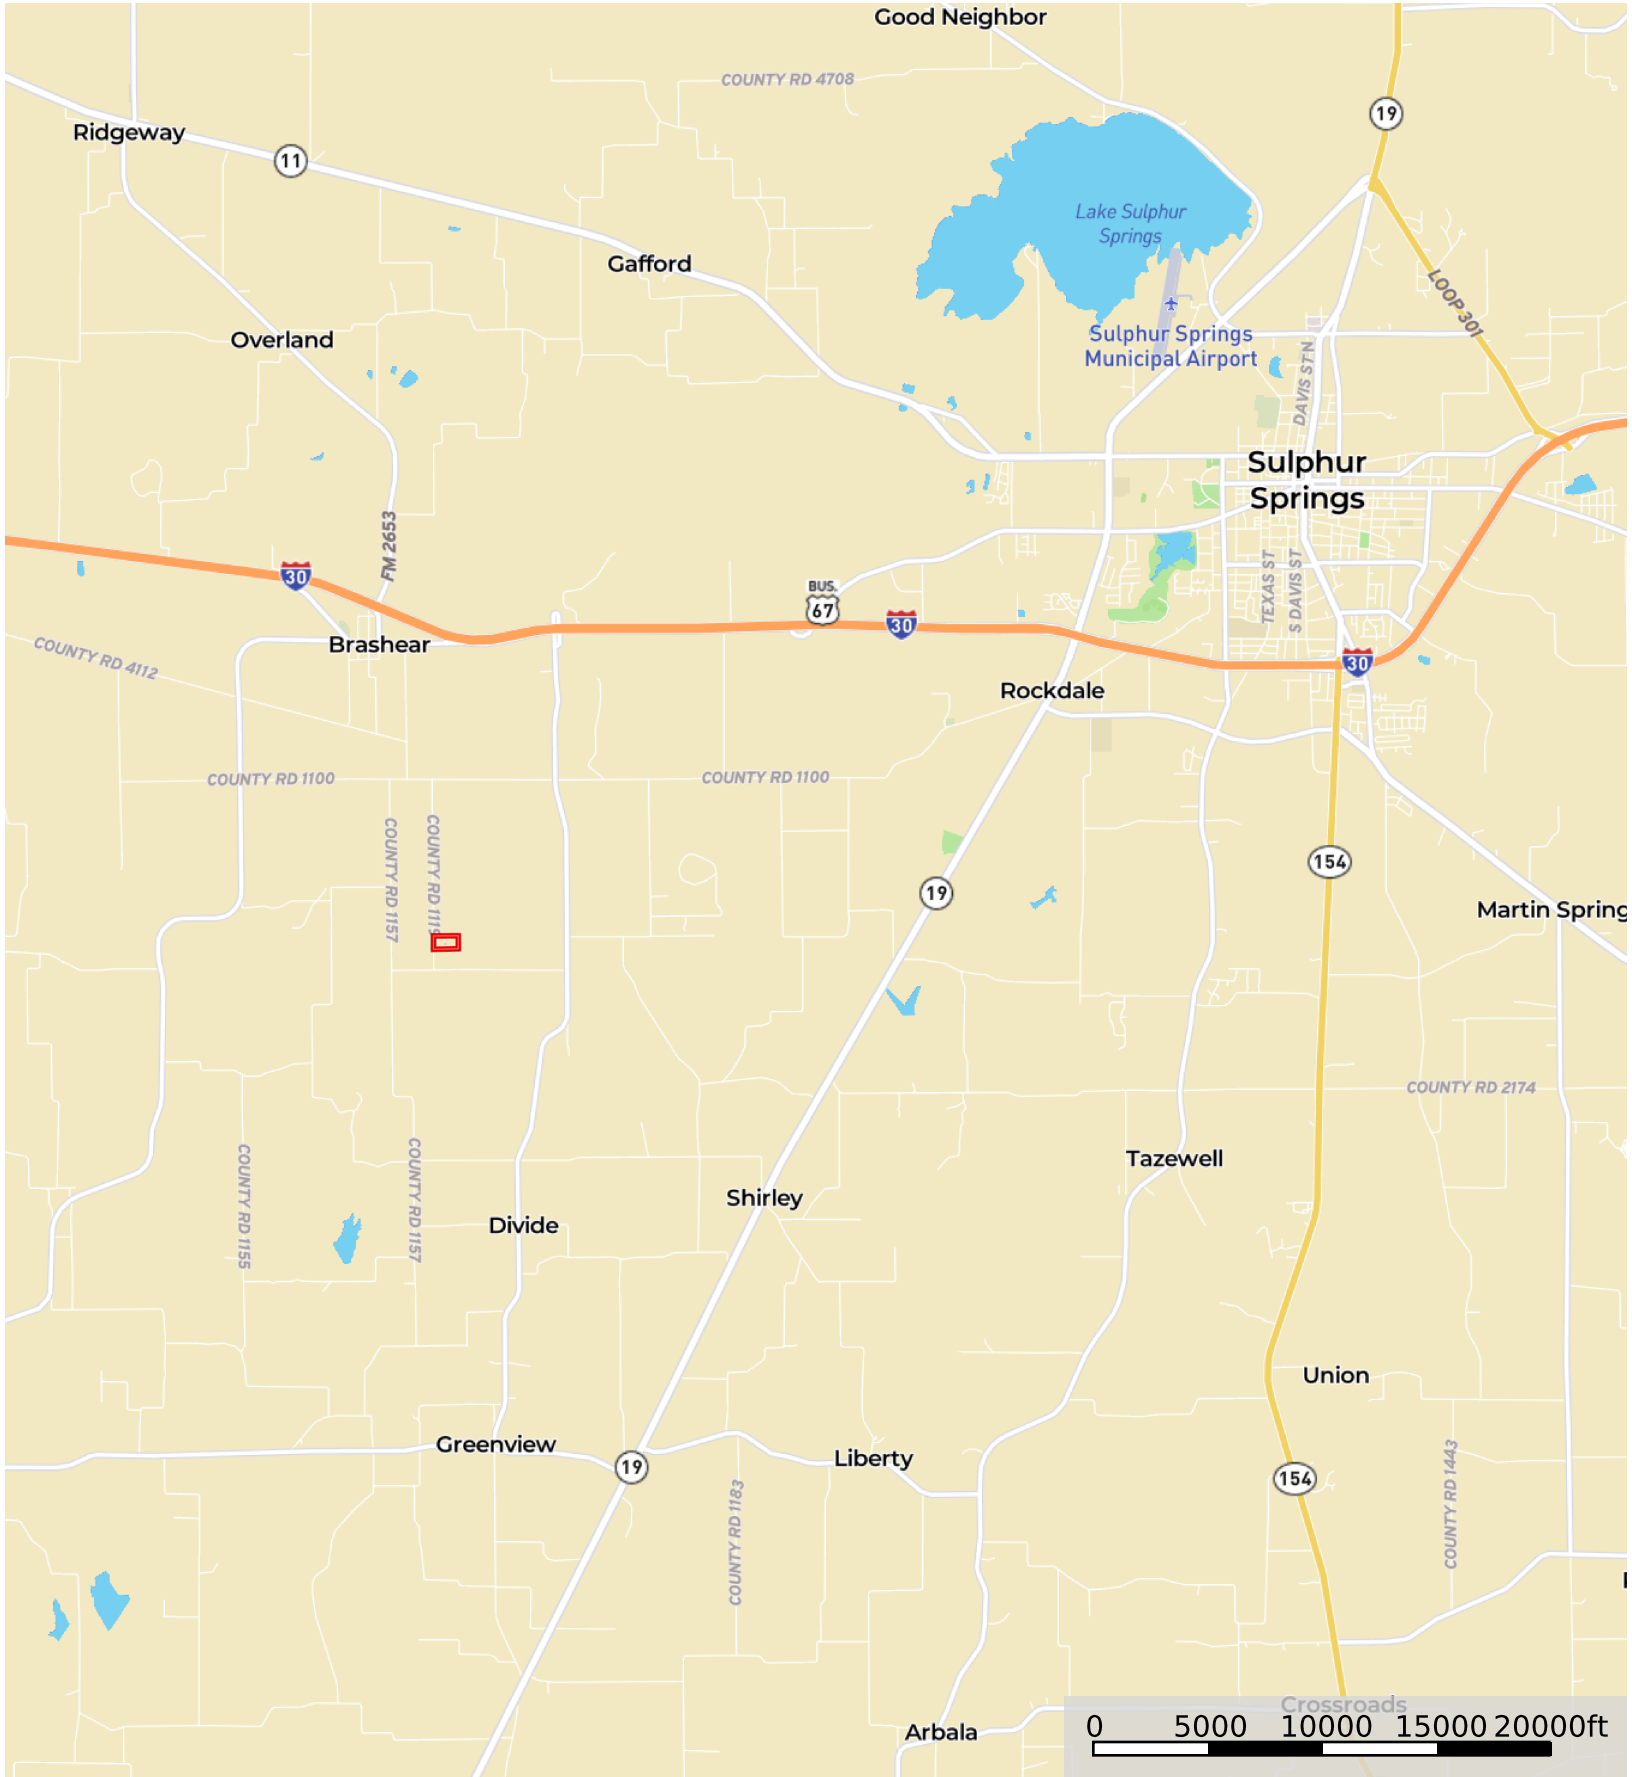 Good Neighbor
COUNTY RD 4708
19
Ridgeway
11
Lake Sulphur
Springs
Gafford
LOOP 301
Overland
Sulphur Springs
Municipal Airport
DAVIS ST N
Sulphur
Springs
FM 2653
30
BUS.
67
30
TEXAS ST
S DAVIS ST
Brashear
COUNTY RD 4112
30
Rockdale
COUNTY RD 1100
COUNTY RD 1100
COUNTY RD 1157
COUNTY RD 1119
154
19
Martin Spring
COUNTY RD 2174
Tazewell
COUNTY RD 1155
COUNTY RD 1157
Shirley
Divide
Union
Greenview
19
Liberty
154
COUNTY RD 1183
COUNTY RD 1443
Crossroads
Arbala
0 5000 10000 15000 20000ft